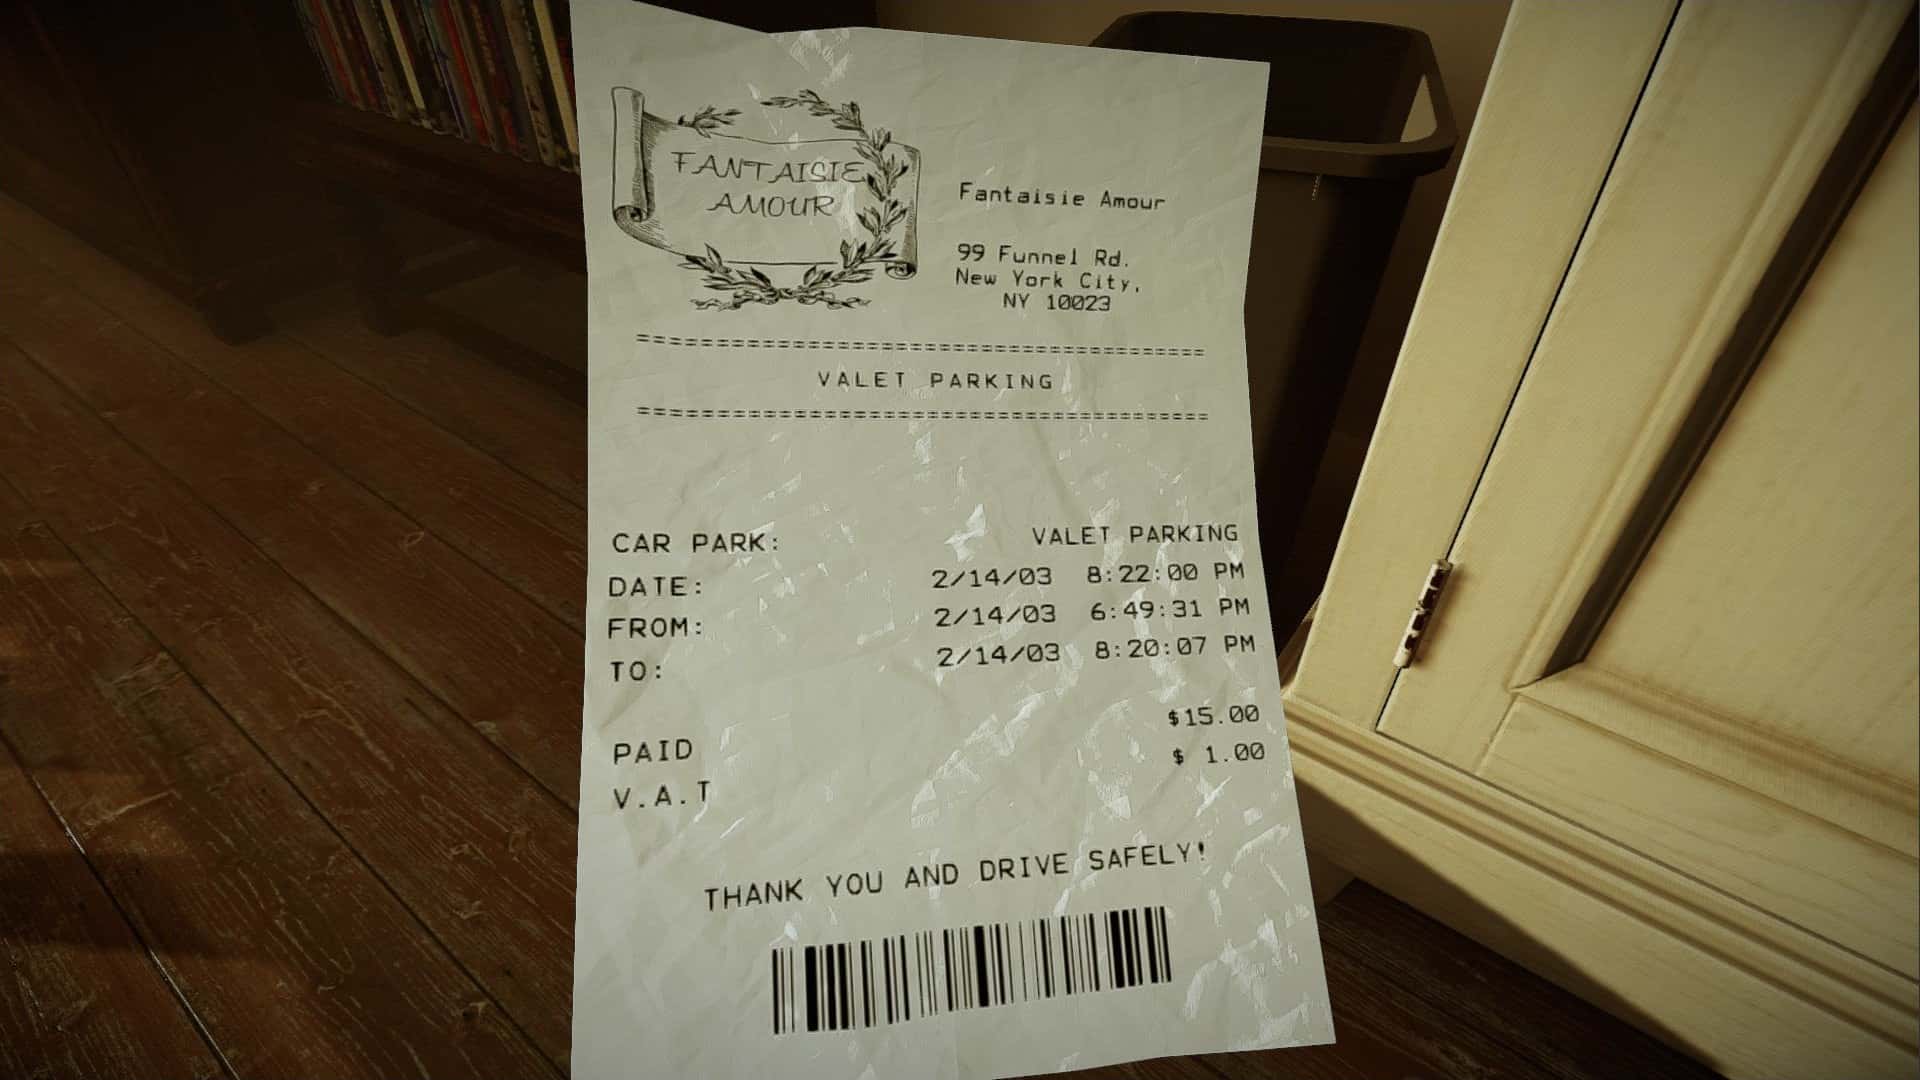 FANTAISIE
AMOUR
Fantaisie Amour
99 Funnel Rd.
New York City,
NY 10023
===================================================
VALET PARKING
===================================================
CAR PARK: VALET PARKING
DATE: 2/14/03 8:22:00 PM
FROM: 2/14/03 6:49:31 PM
TO: 2/14/03 8:20:07 PM
PAID $15.00
V.A.T $ 1.00
THANK YOU AND DRIVE SAFELY!